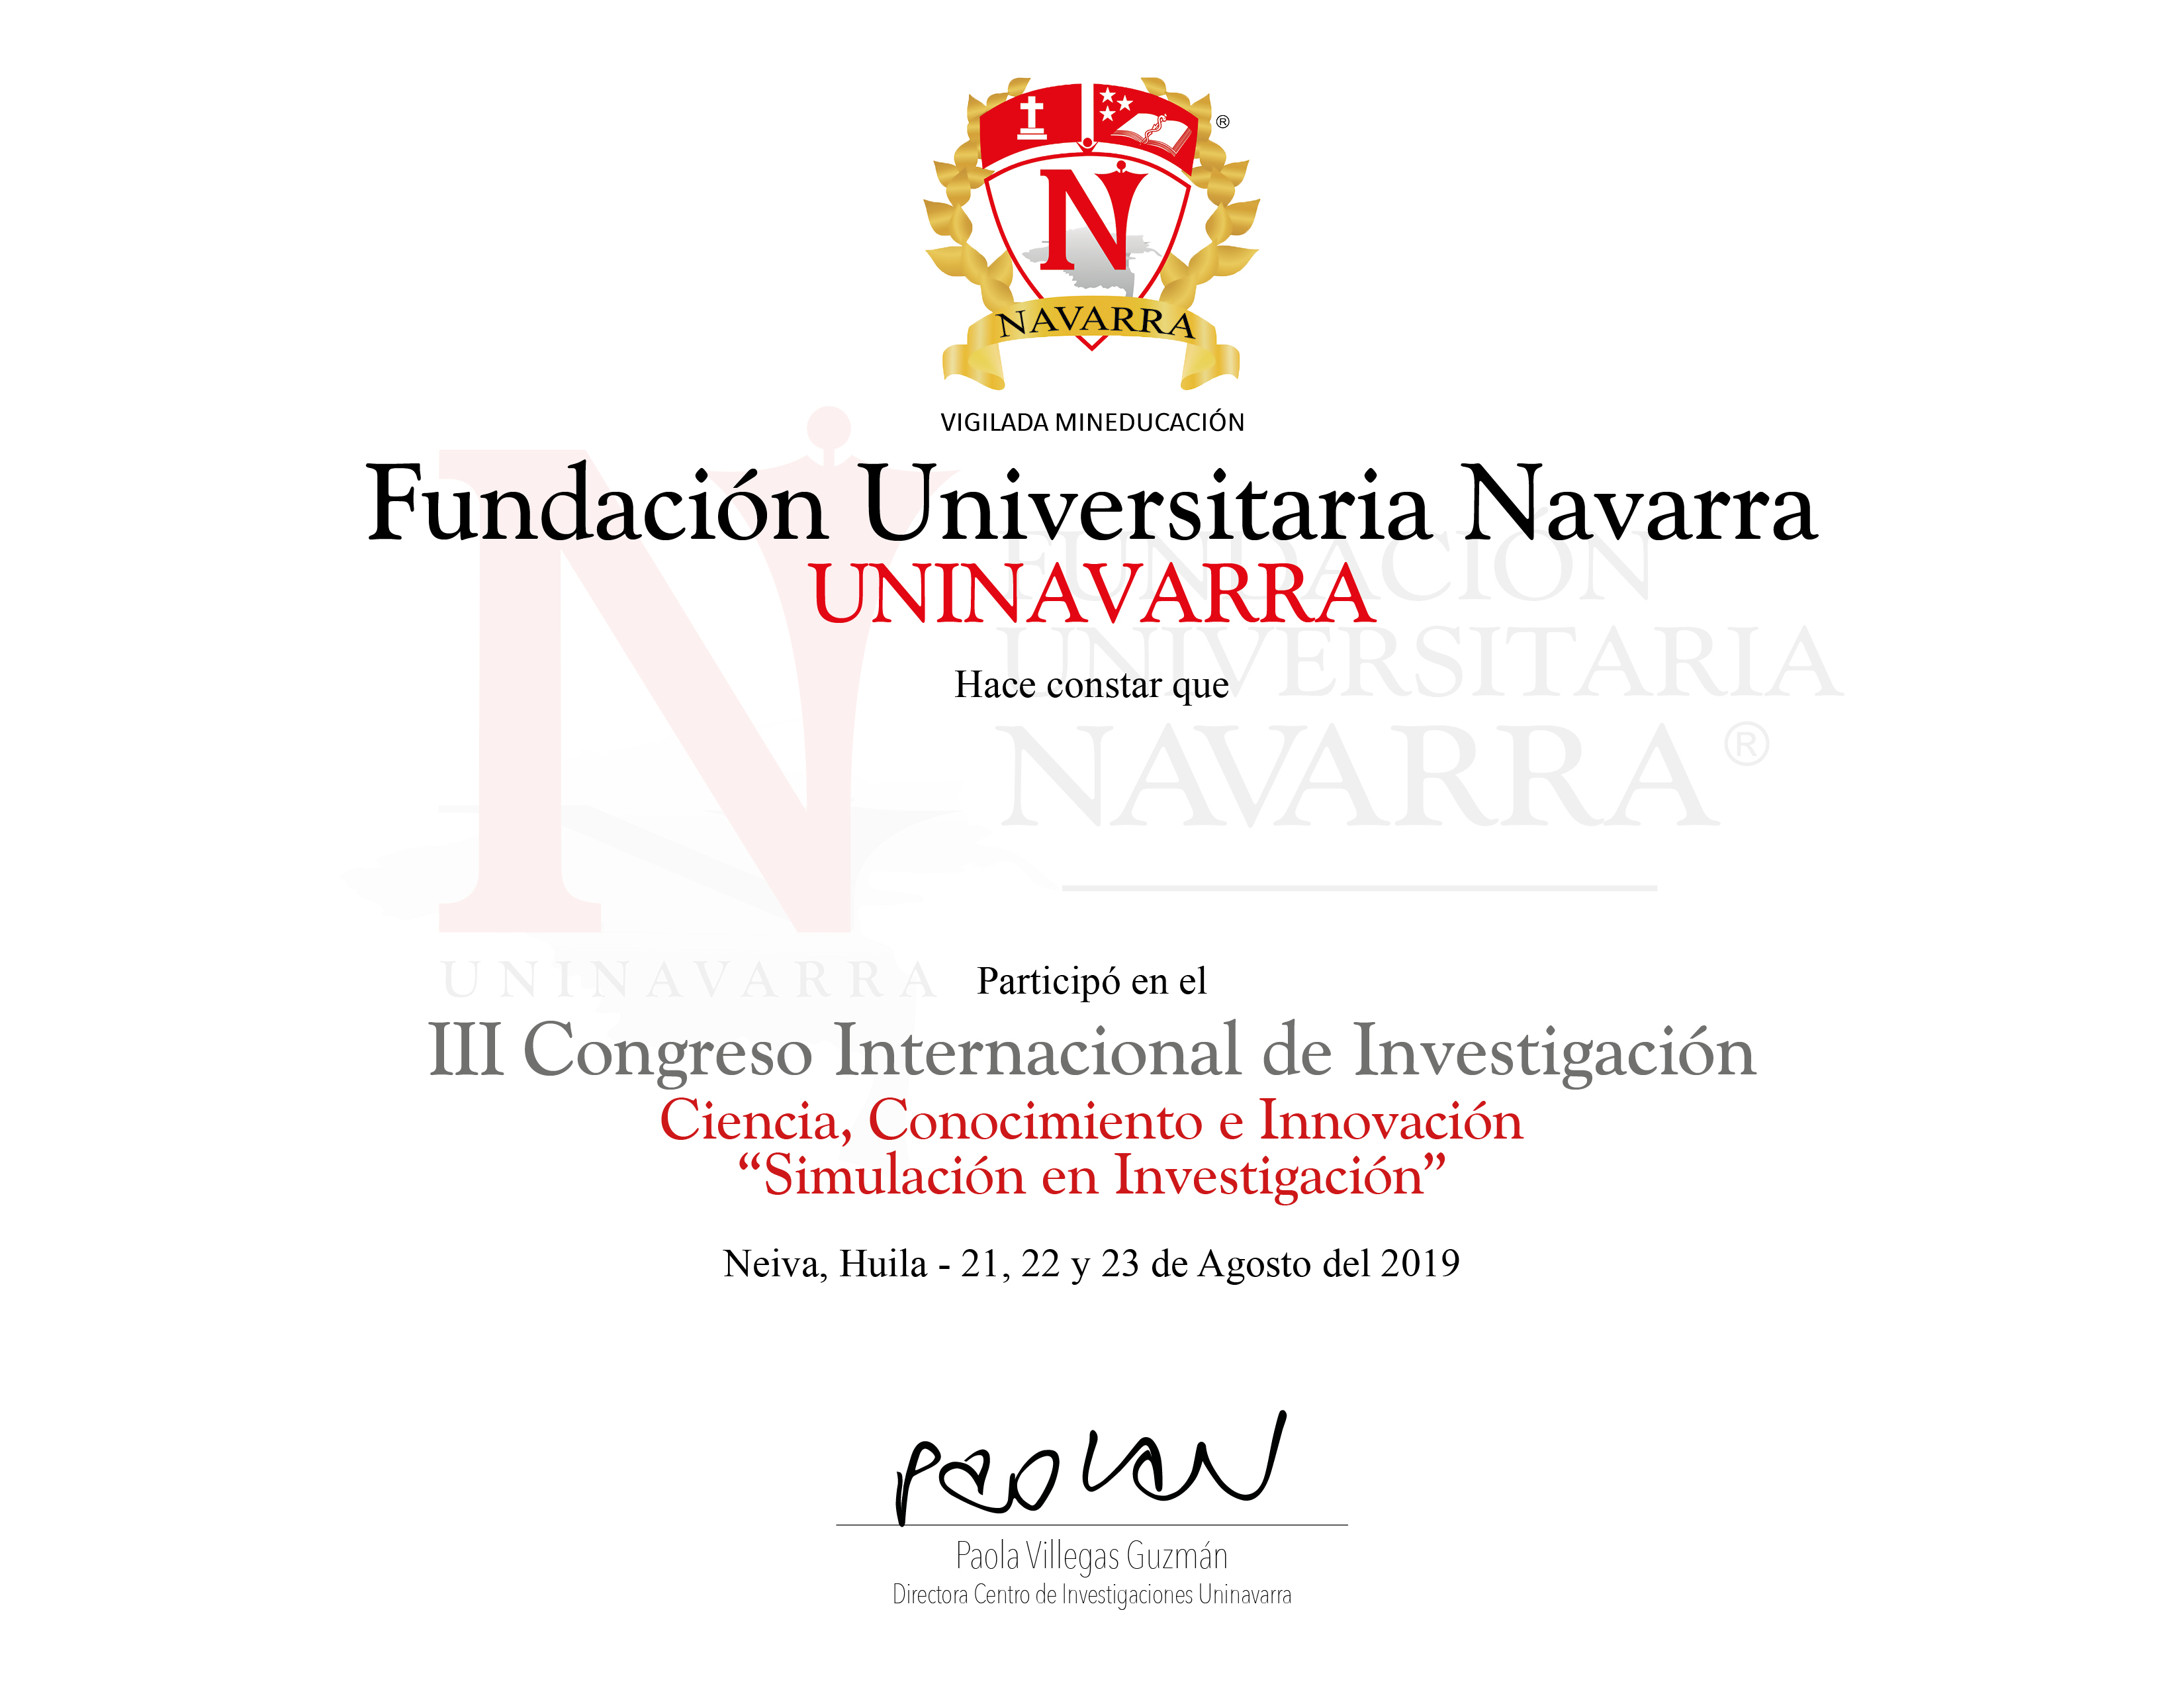 ®
N
NAVARRA
VIGILADA MINEDUCACIÓN
Fundación Universitaria Navarra
UNINAVARRA
Hace constar que
N
UNINAVARRA
FUNDACIÓN
UNIVERSITARIA
NAVARRA®
Participó en el
III Congreso Internacional de Investigación
Ciencia, Conocimiento e Innovación
“Simulación en Investigación”
Neiva, Huila - 21, 22 y 23 de Agosto del 2019
Paola Villegas Guzmán
Directora Centro de Investigaciones Uninavarra